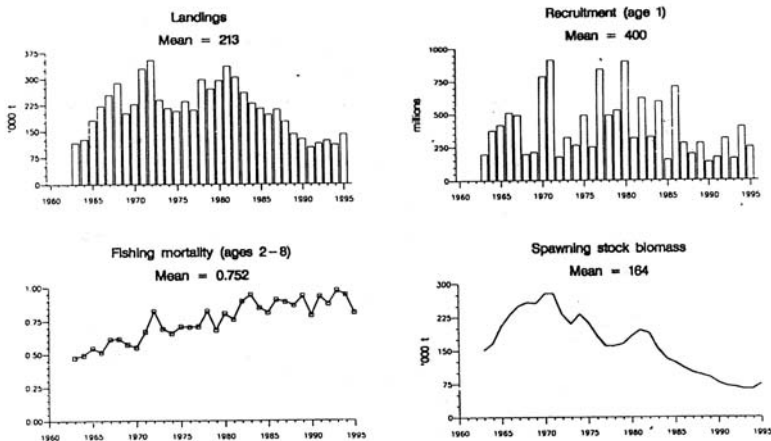 Landings
Mean = 213
'000 t
375
300
225
150
75
0
1960 1965 1970 1975 1980 1985 1990 1995
Recruitment (age 1)
Mean = 400
millions
1000
750
500
250
0
1960 1965 1970 1975 1980 1985 1990 1995
Fishing mortality (ages 2-8)
Mean = 0.752
1.00
0.75
0.50
0.25
0.00
1960 1965 1970 1975 1980 1985 1990 1995
Spawning stock biomass
Mean = 164
'000 t
300
225
150
75
1960 1965 1970 1975 1980 1985 1990 1995